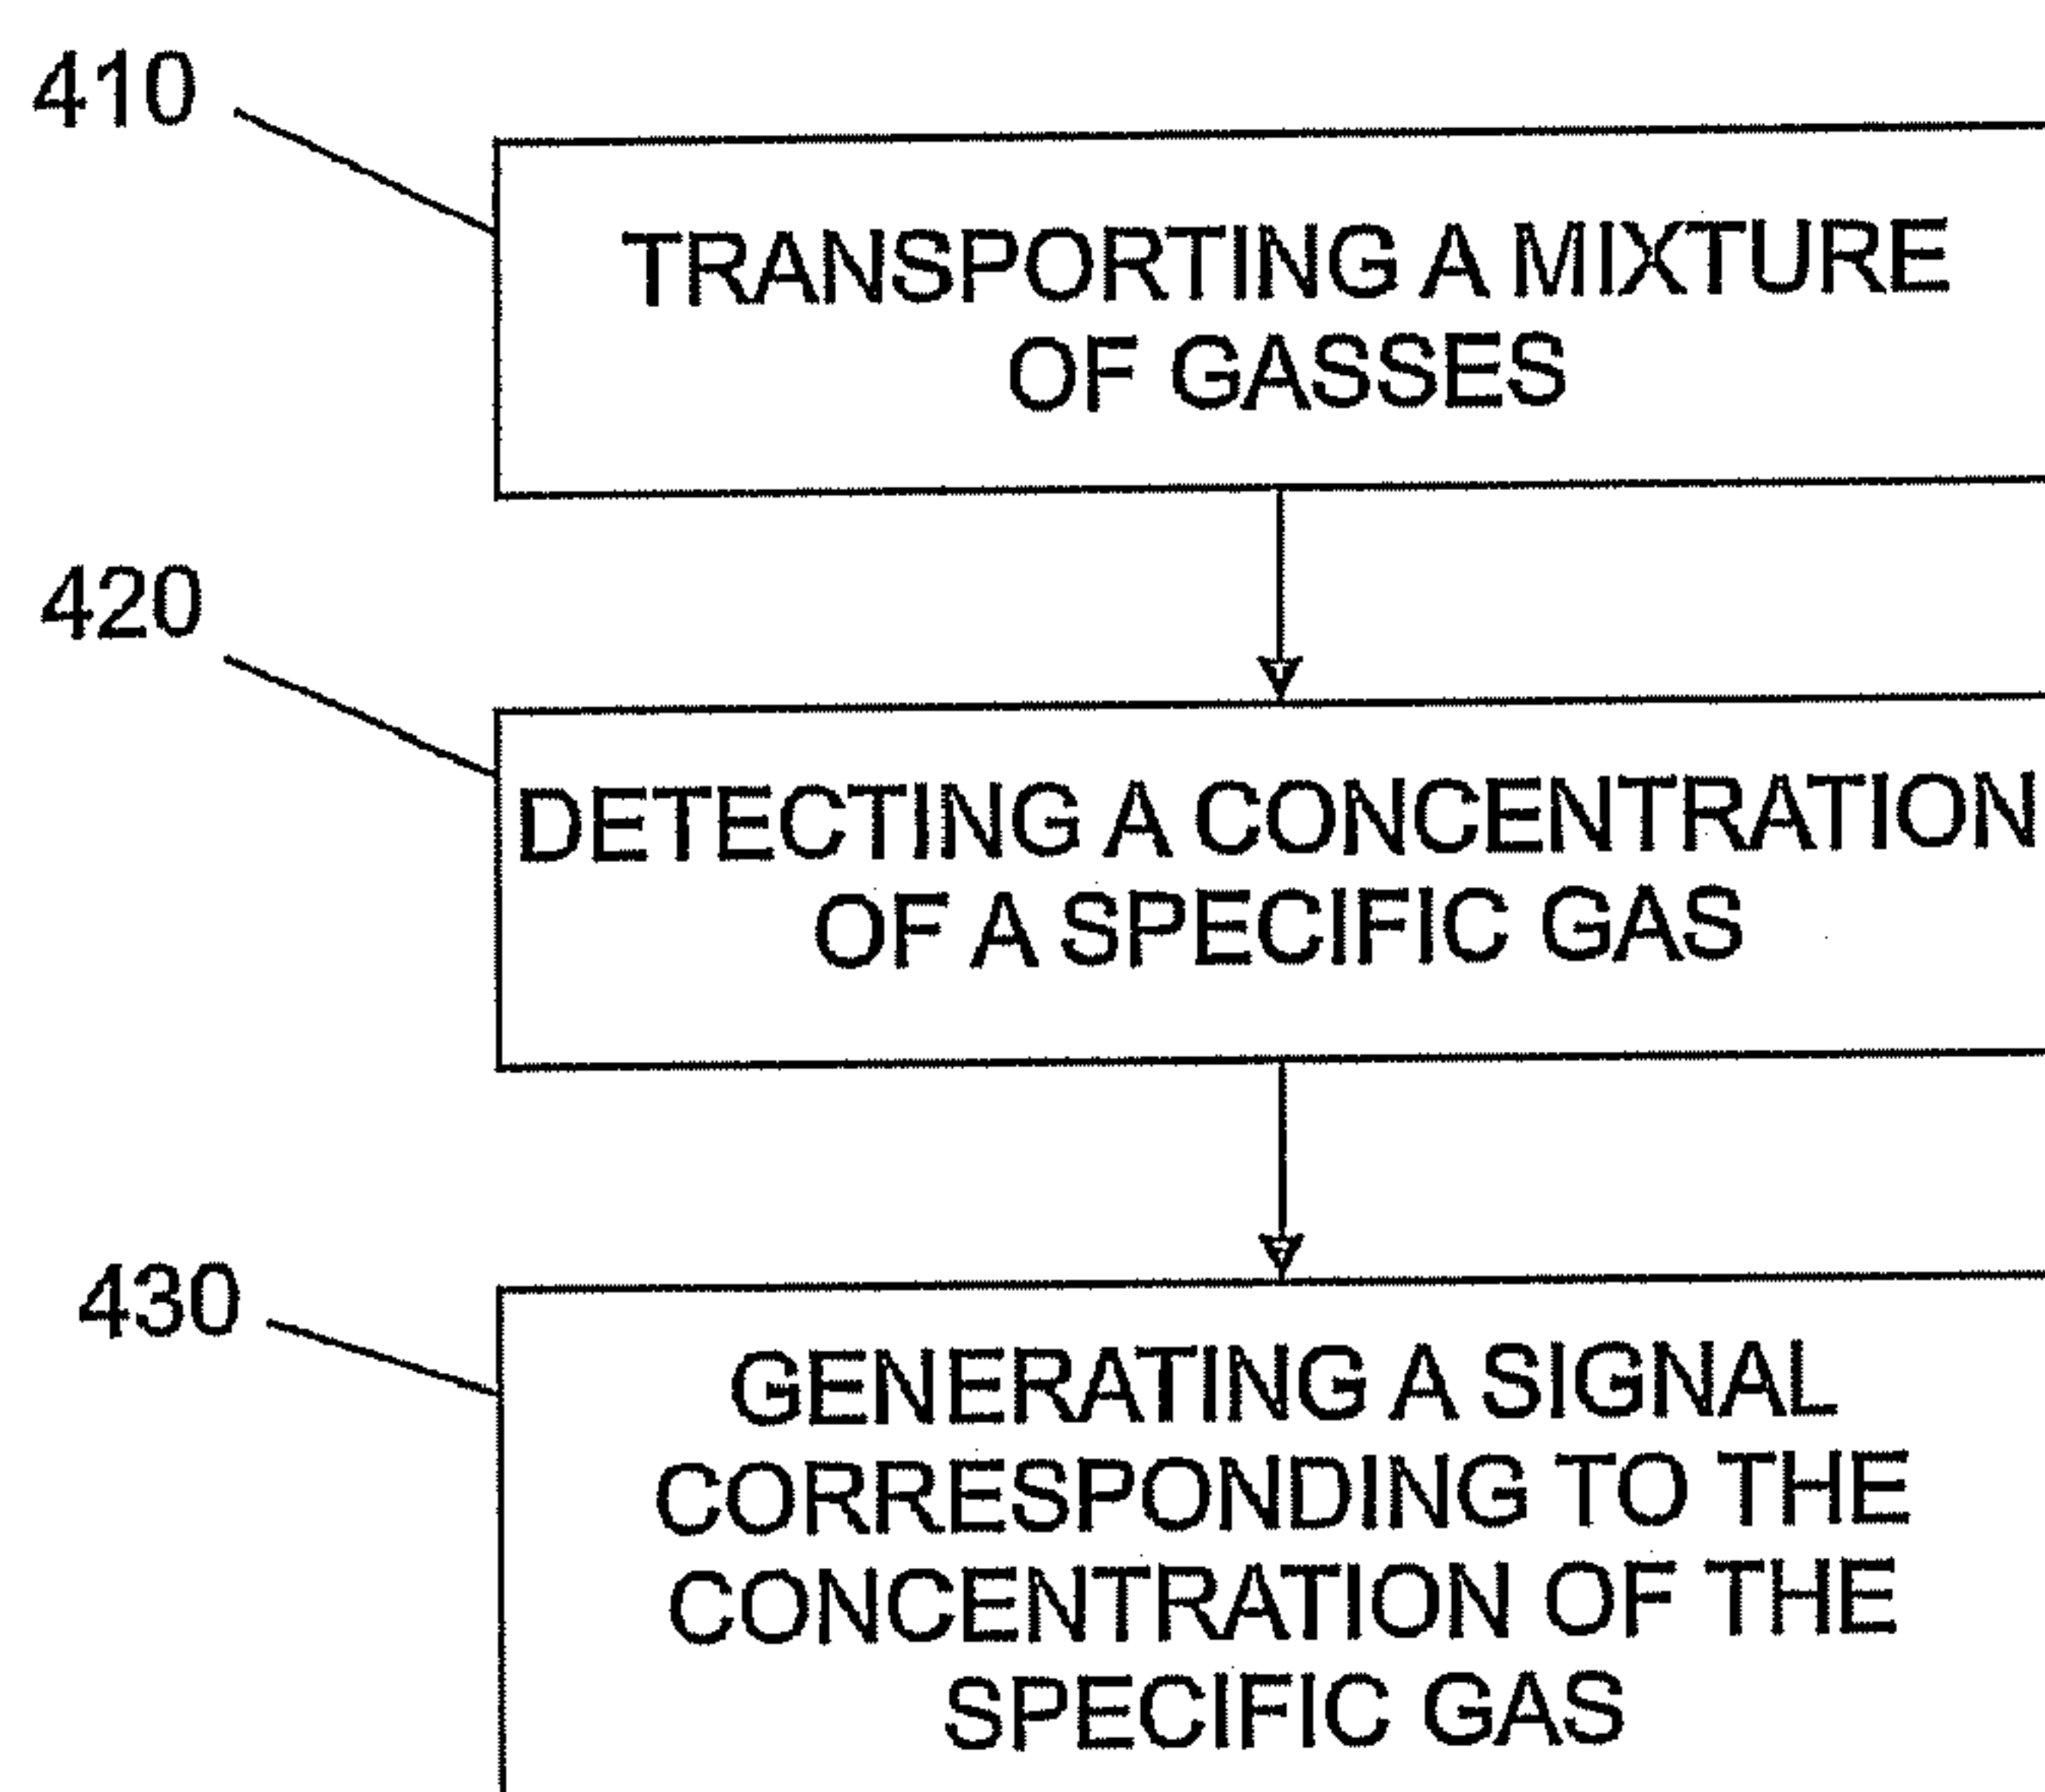 410
TRANSPORTING A MIXTURE
OF GASSES
420
DETECTING A CONCENTRATION
OF A SPECIFIC GAS
430
GENERATING A SIGNAL
CORRESPONDING TO THE
CONCENTRATION OF THE
SPECIFIC GAS